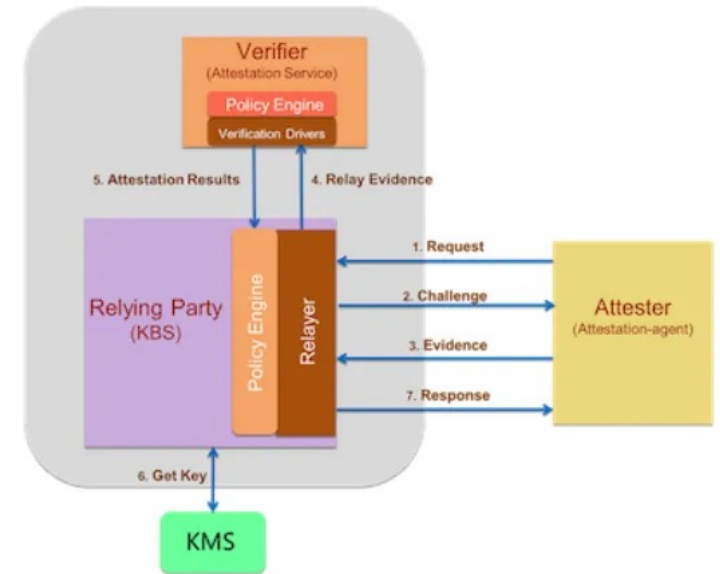 Verifier
(Attestation Service)
Policy Engine
Verification Drivers
5. Attestation Results
4. Relay Evidence
1. Request
2. Challenge
3. Evidence
7. Response
Relying Party
(KBS)
Policy Engine
Relayer
Attester
(Attestation-agent)
6. Get Key
KMS